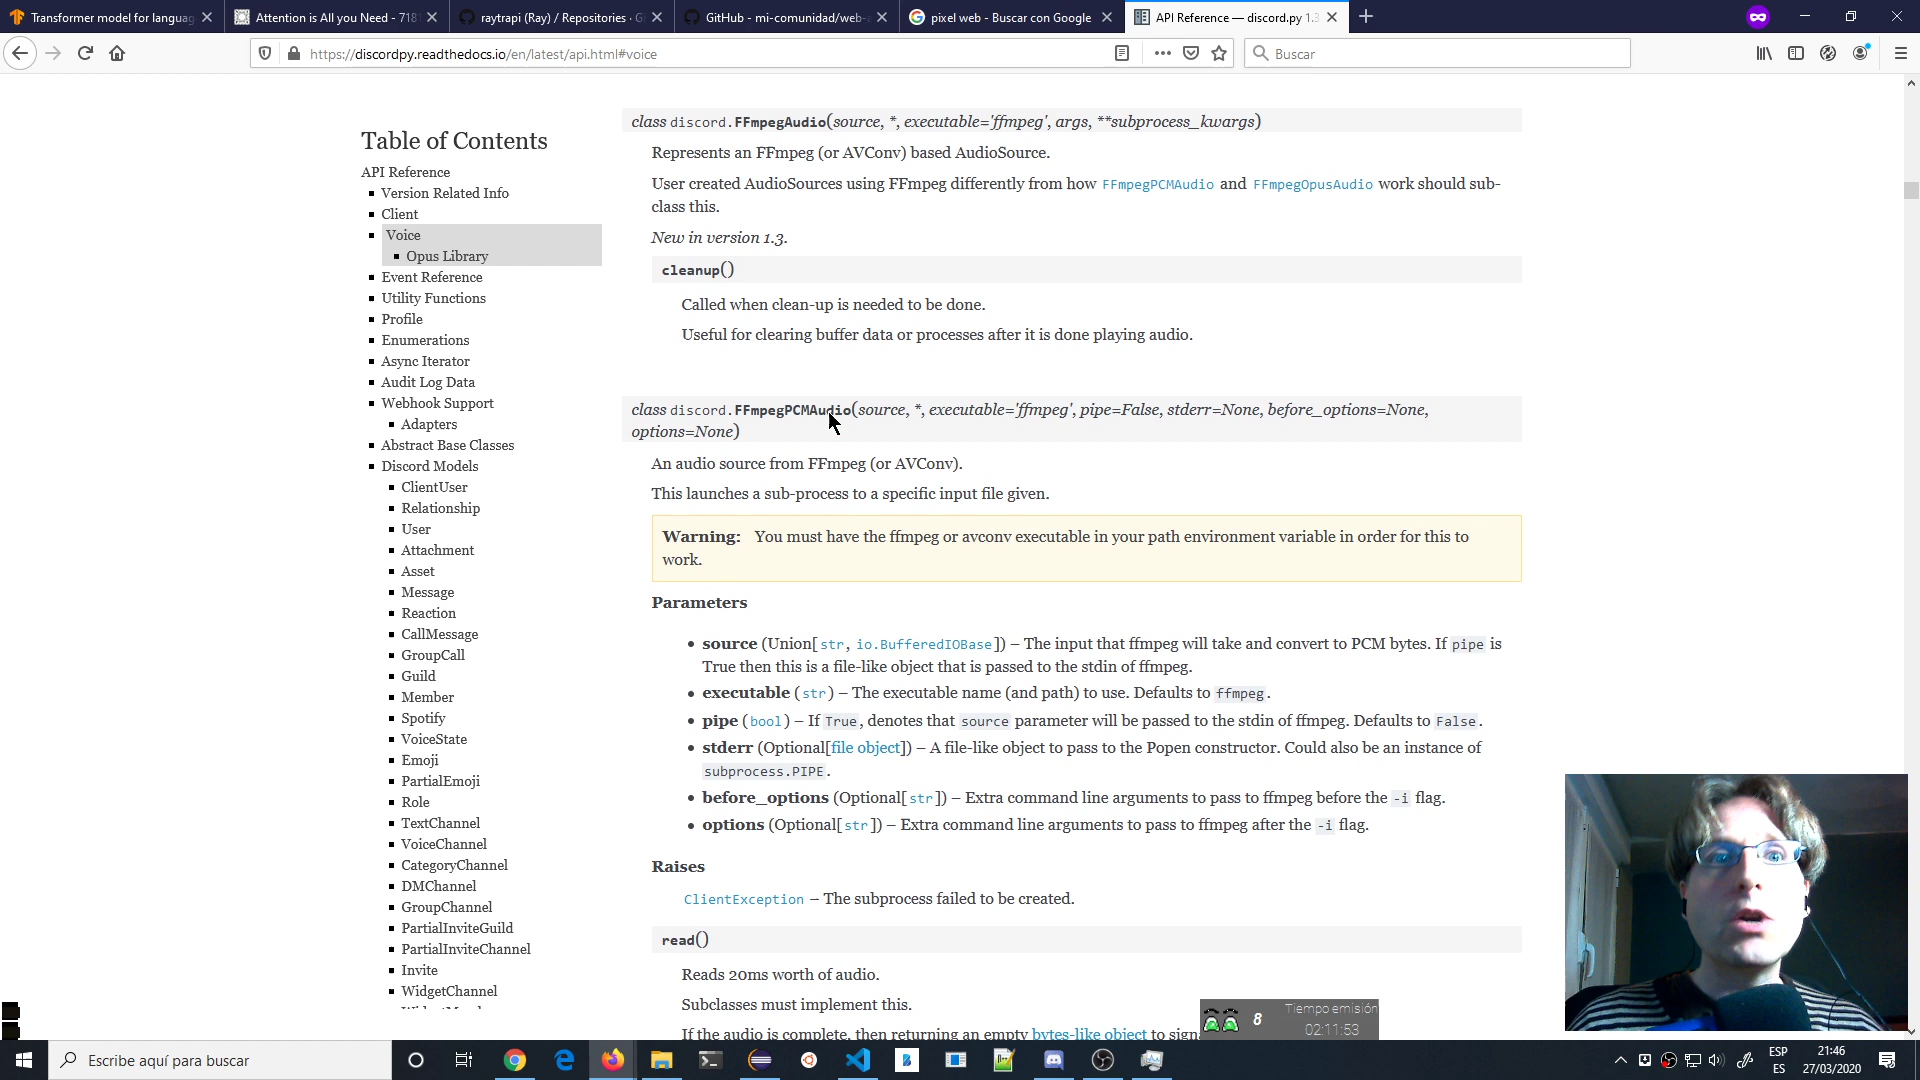 Transformer model for languag
Attention is All you Need - 718
raytrapi (Ray) / Repositories · G
GitHub - mi-comunidad/web-
pixel web - Buscar con Google
API Reference — discord.py 1.3
https://discordpy.readthedocs.io/en/latest/api.html#voice
Buscar
Table of Contents
API Reference
Version Related Info
Client
Voice
Opus Library
Event Reference
Utility Functions
Profile
Enumerations
Async Iterator
Audit Log Data
Webhook Support
Adapters
Abstract Base Classes
Discord Models
ClientUser
Relationship
User
Attachment
Asset
Message
Reaction
CallMessage
GroupCall
Guild
Member
Spotify
VoiceState
Emoji
PartialEmoji
Role
TextChannel
VoiceChannel
CategoryChannel
DMChannel
GroupChannel
PartialInviteGuild
PartialInviteChannel
Invite
WidgetChannel
class discord.FFmpegAudio(source, *, executable='ffmpeg', args, **subprocess_kwargs)
Represents an FFmpeg (or AVConv) based AudioSource.
User created AudioSources using FFmpeg differently from how FFmpegPCMAudio and FFmpegOpusAudio work should sub-
class this.
New in version 1.3.
cleanup()
Called when clean-up is needed to be done.
Useful for clearing buffer data or processes after it is done playing audio.
class discord.FFmpegPCMAudio(source, *, executable='ffmpeg', pipe=False, stderr=None, before_options=None,
options=None)
An audio source from FFmpeg (or AVConv).
This launches a sub-process to a specific input file given.
Warning: You must have the ffmpeg or avconv executable in your path environment variable in order for this to
work.
Parameters
source (Union[str, io.BufferedIOBase]) – The input that ffmpeg will take and convert to PCM bytes. If pipe is
True then this is a file-like object that is passed to the stdin of ffmpeg.
executable (str) – The executable name (and path) to use. Defaults to ffmpeg.
pipe (bool) – If True, denotes that source parameter will be passed to the stdin of ffmpeg. Defaults to False.
stderr (Optional[file object]) – A file-like object to pass to the Popen constructor. Could also be an instance of
subprocess.PIPE.
before_options (Optional[str]) – Extra command line arguments to pass to ffmpeg before the -i flag.
options (Optional[str]) – Extra command line arguments to pass to ffmpeg after the -i flag.
Raises
ClientException – The subprocess failed to be created.
read()
Reads 20ms worth of audio.
Subclasses must implement this.
If the audio is complete, then returning an empty bytes-like object to sign
8
Tiempo emisión
02:11:53
Escribe aquí para buscar
ESP
ES
21:46
27/03/2020